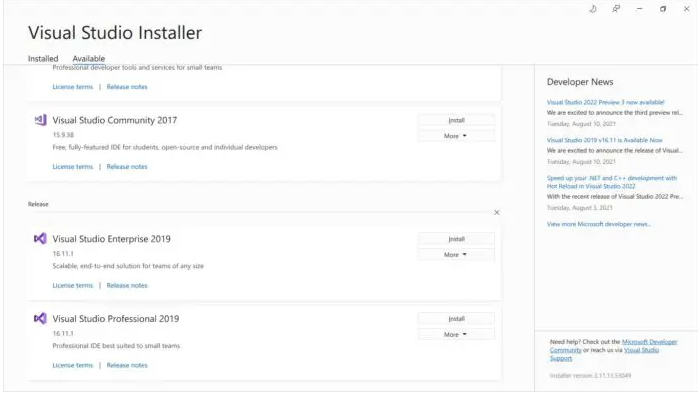 Visual Studio Installer
Installed Available
Professional developer tools and services for small teams
License terms | Release notes
Visual Studio Community 2017
15.9.38
Free, fully-featured IDE for students, open-source and individual developers
License terms | Release notes
Install
More
Release
Visual Studio Enterprise 2019
16.11.1
Scalable, end-to-end solution for teams of any size
License terms | Release notes
Install
More
Visual Studio Professional 2019
16.11.1
Professional IDE best suited to small teams
License terms | Release notes
Install
More
Developer News
Visual Studio 2022 Preview 3 now available!
We are excited to announce the third preview rel...
Tuesday, August 10, 2021
Visual Studio 2019 v16.11 is Available Now
We are excited to announce the release of Visual...
Tuesday, August 10, 2021
Speed up your .NET and C++ development with
Hot Reload in Visual Studio 2022
With the recent release of Visual Studio 2022 Pre...
Tuesday, August 3, 2021
View more Microsoft developer news...
Need help? Check out the Microsoft Developer
Community or reach us via Visual Studio
Support
Installer version 3.11.13.53049